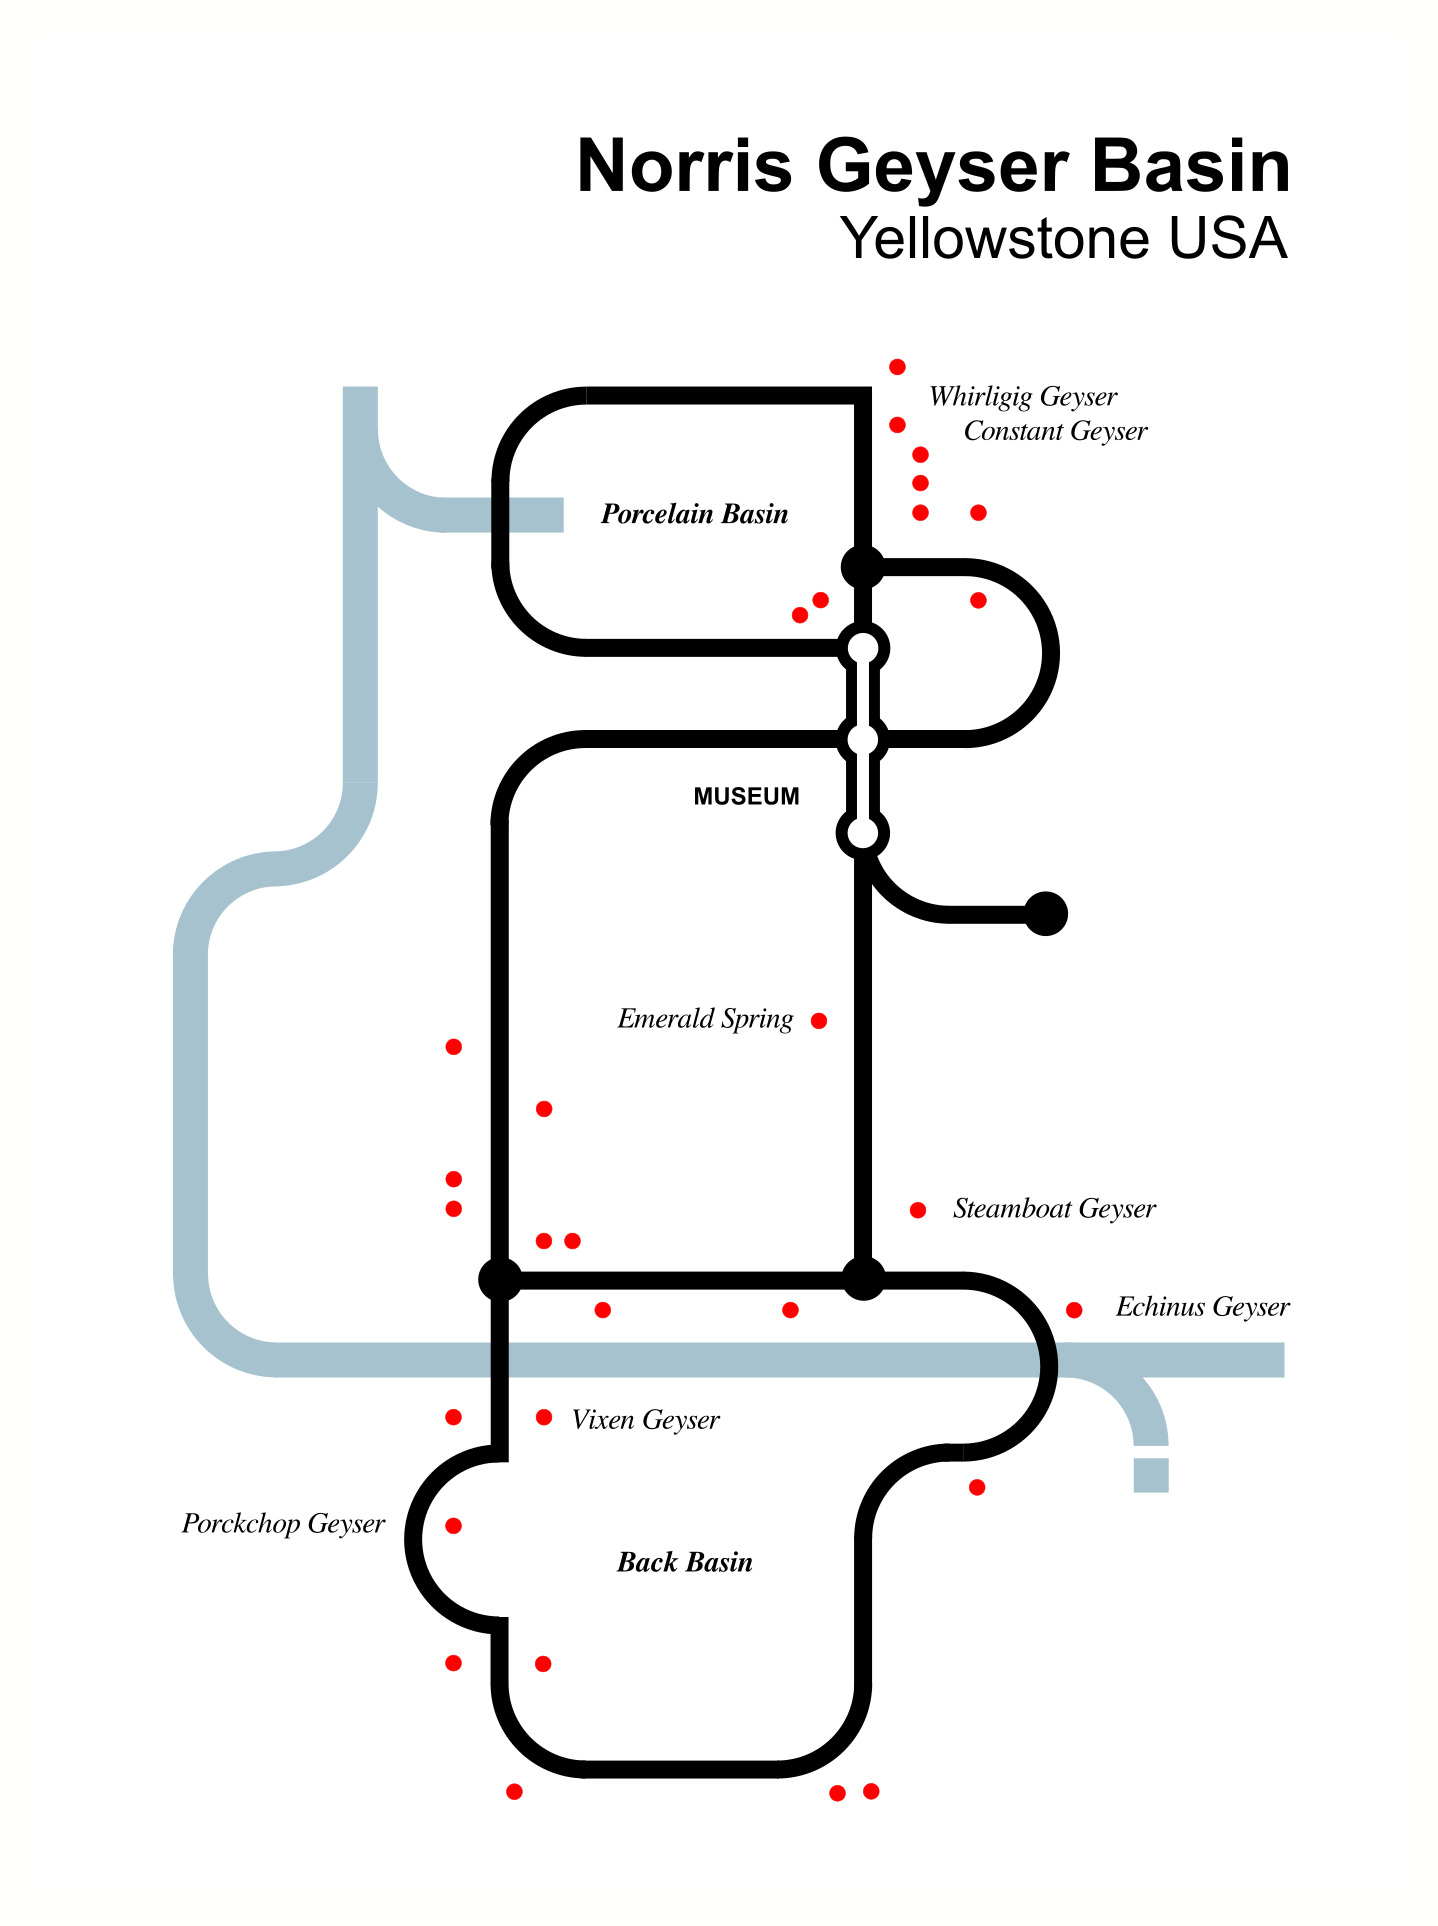 Norris Geyser Basin
Yellowstone USA
Whirligig Geyser
Constant Geyser
Porcelain Basin
MUSEUM
Emerald Spring
Steamboat Geyser
Echinus Geyser
Vixen Geyser
Porckchop Geyser
Back Basin